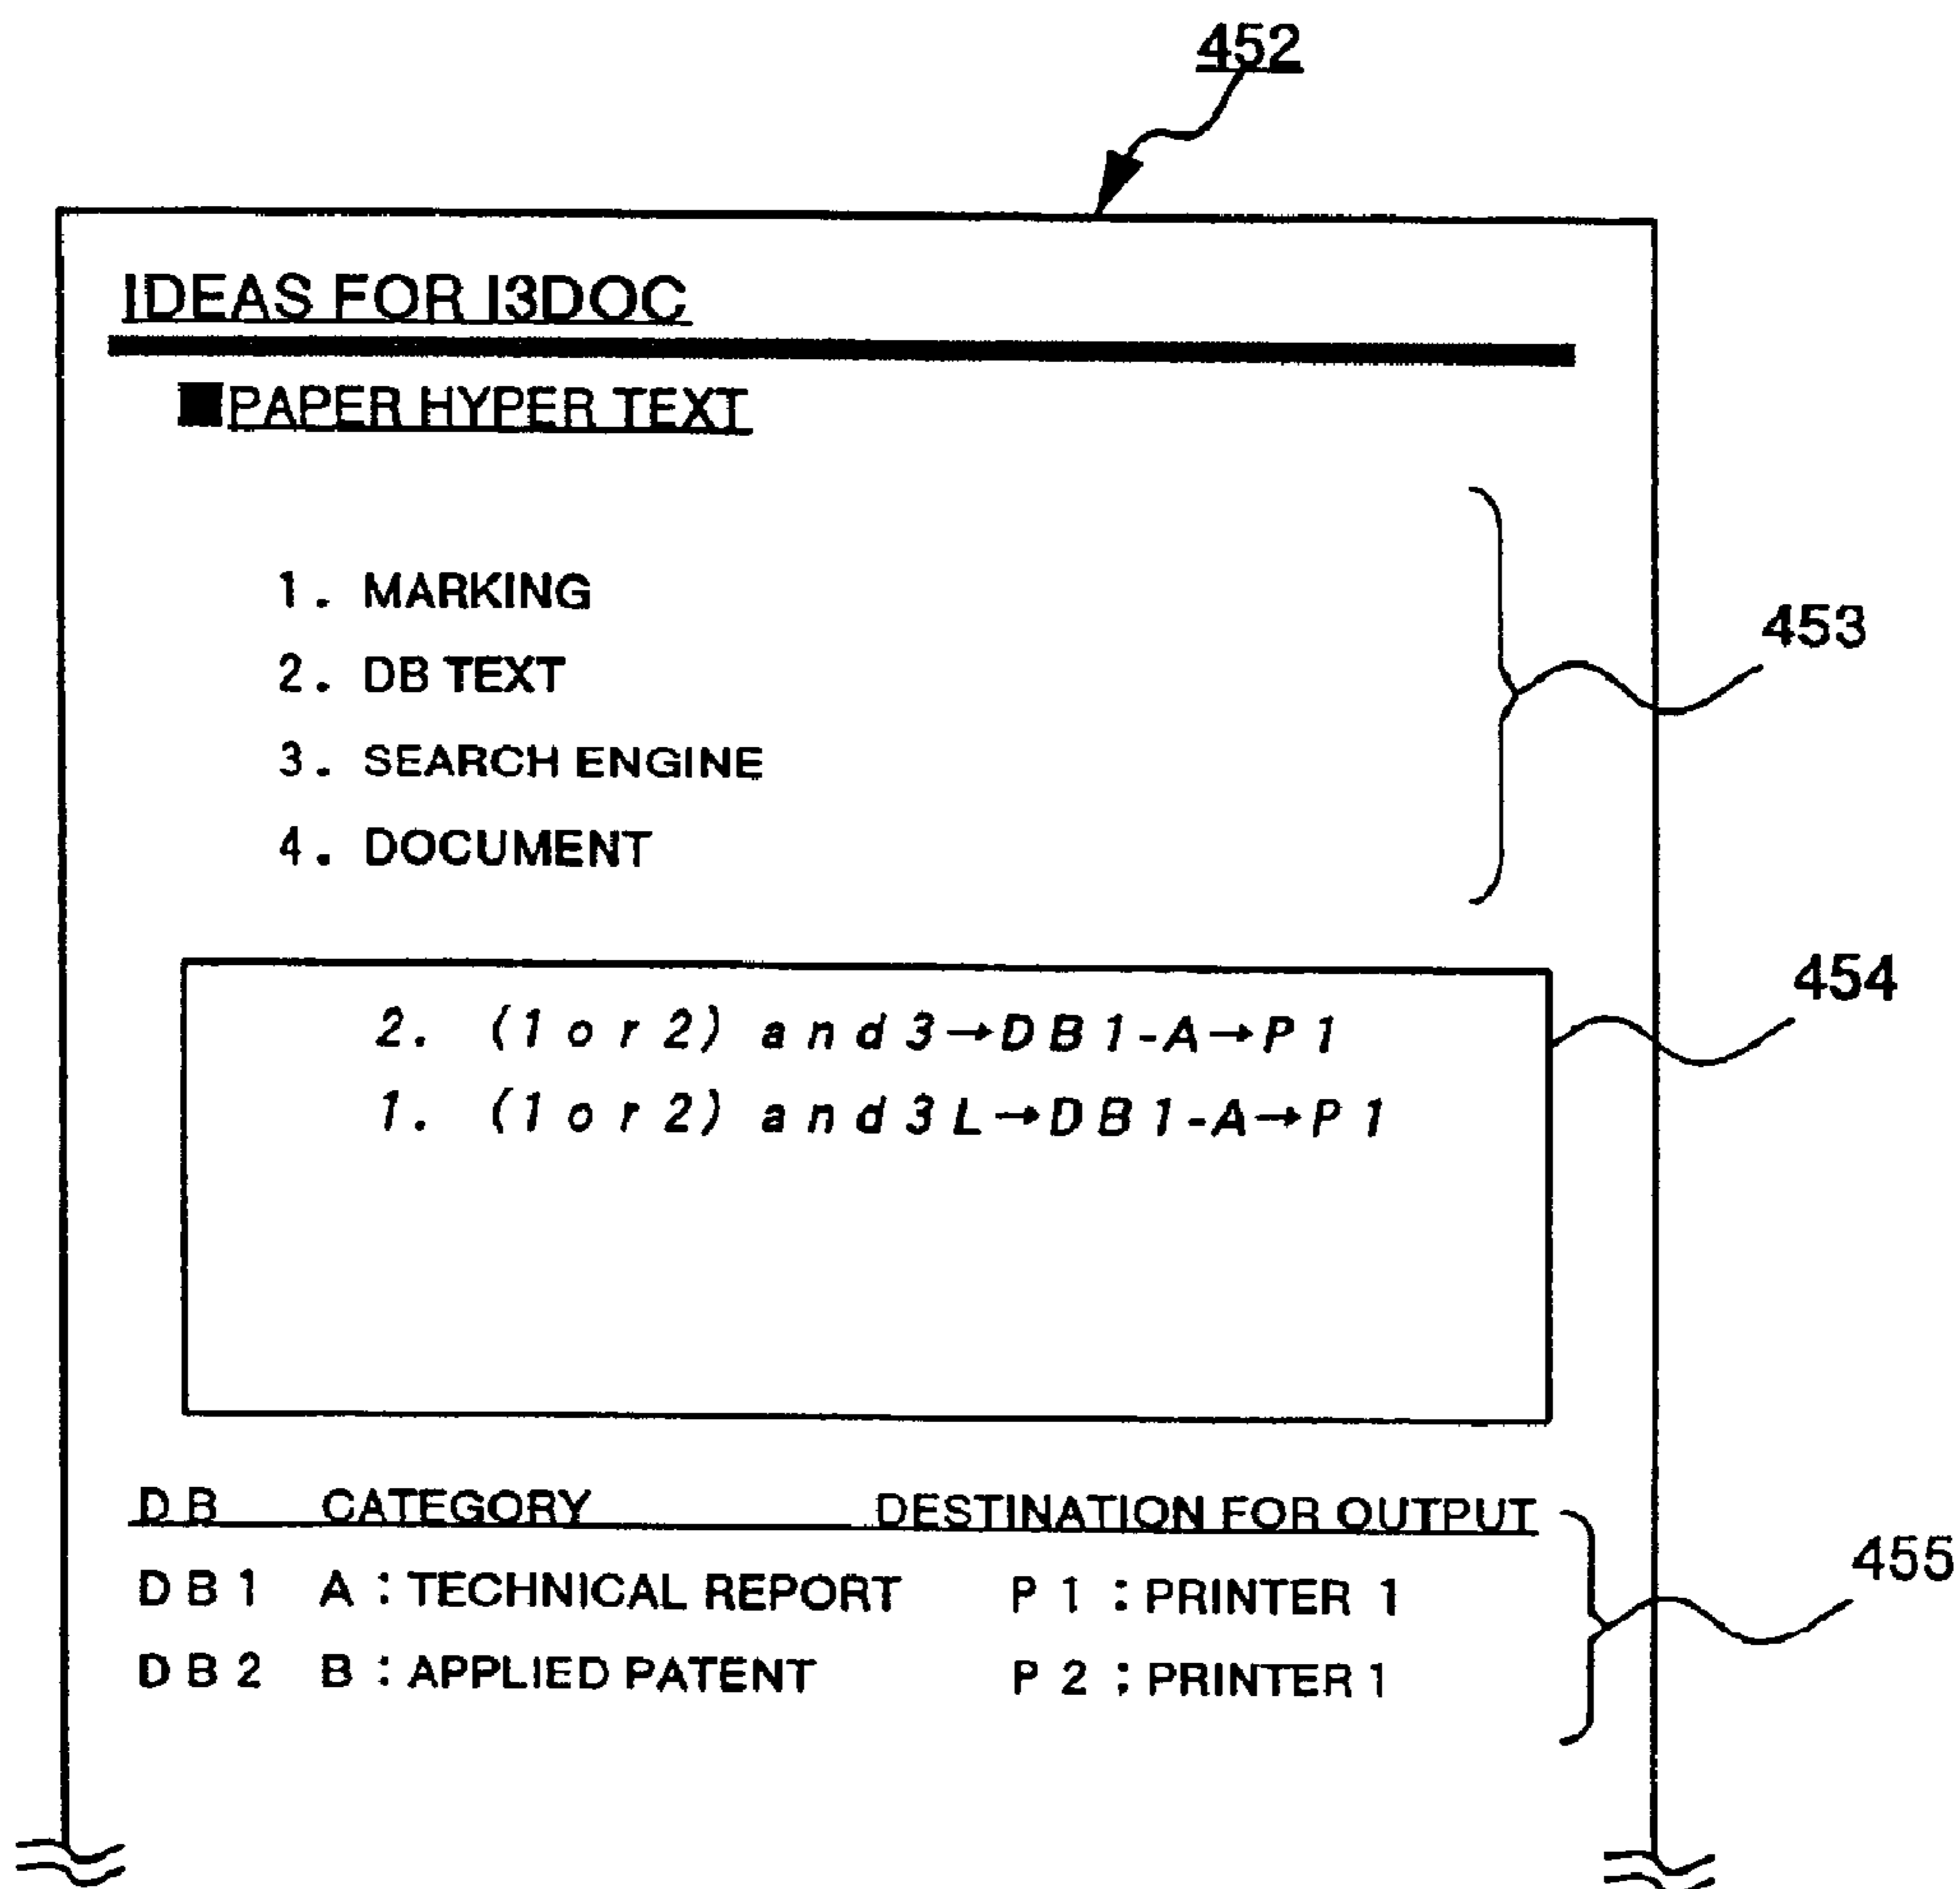 452
IDEAS FOR I3DOC
■PAPER HYPER TEXT
1. MARKING
2. DB TEXT
3. SEARCH ENGINE
4. DOCUMENT
453
2. (1 or 2) and 3→DB1-A→P1
1. (1 or 2) and 3L→DB1-A→P1
454
DB CATEGORY DESTINATION FOR OUTPUT
DB1 A : TECHNICAL REPORT P1 : PRINTER 1
DB2 B : APPLIED PATENT P2 : PRINTER 1
455